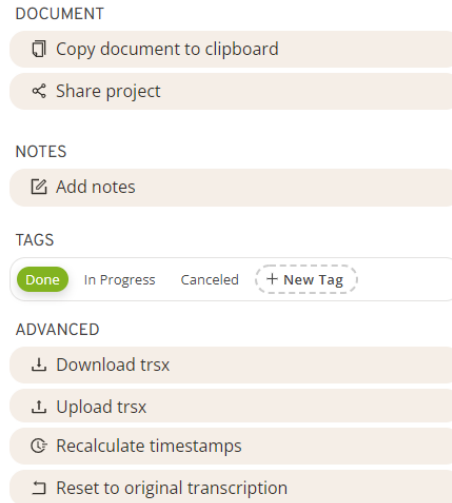 DOCUMENT
Copy document to clipboard
Share project
NOTES
Add notes
TAGS
Done In Progress Canceled + New Tag
ADVANCED
Download trsx
Upload trsx
Recalculate timestamps
Reset to original transcription